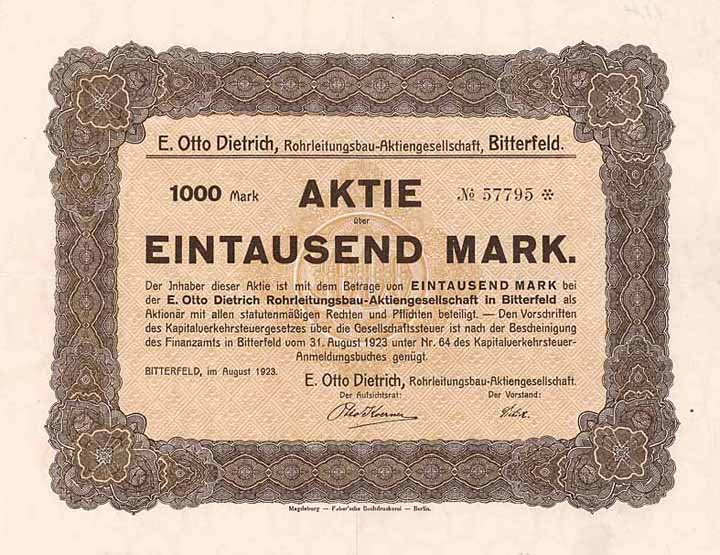 E. Otto Dietrich, Rohrleitungsbau-Aktiengesellschaft, Bitterfeld.
1000 Mark AKTIE № 57795 ✻
über
EINTAUSEND MARK.
Der Inhaber dieser Aktie ist mit dem Betrage von EINTAUSEND MARK bei
der E. Otto Dietrich Rohrleitungsbau-Aktiengesellschaft in Bitterfeld als
Aktionär mit allen statutenmäßigen Rechten und Pflichten beteiligt. — Den Vorschriften
des Kapitalverkehrsteuergesetzes über die Gesellschaftssteuer ist nach der Bescheinigung
des Finanzamts in Bitterfeld vom 31. August 1923 unter Nr. 64 des Kapitalverkehrsteuer-
Anmeldungsbuches genügt.
BITTERFELD, im August 1923.
E. Otto Dietrich, Rohrleitungsbau-Aktiengesellschaft.
Der Aufsichtsrat: Der Vorstand:
Magdeburg — Faber'sche Buchdruckerei — Berlin.